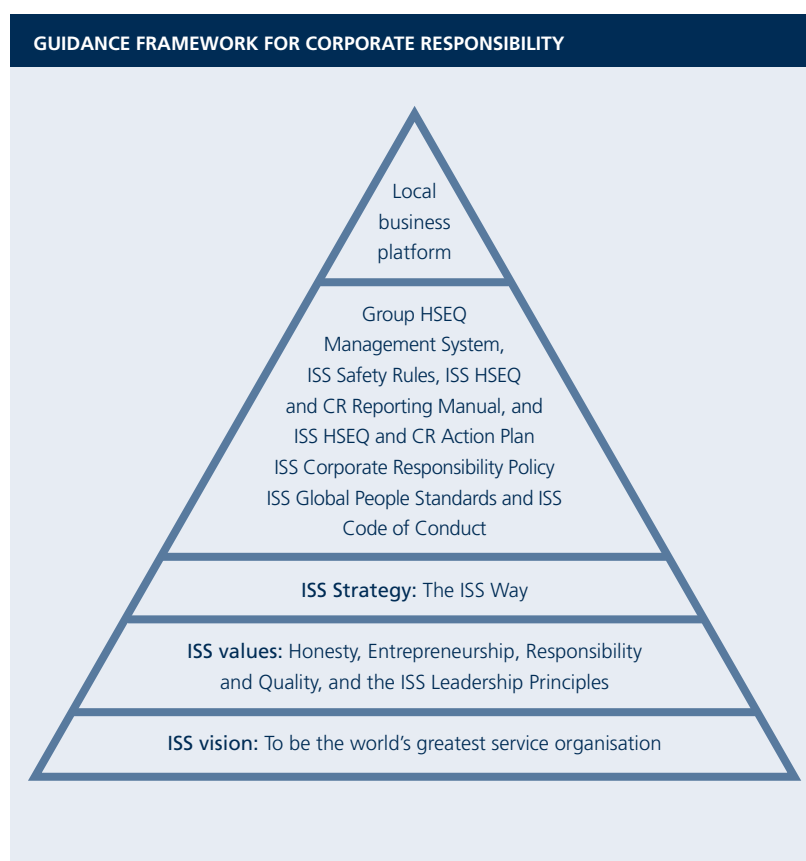 GUIDANCE FRAMEWORK FOR CORPORATE RESPONSIBILITY
Local
business
platform
Group HSEQ
Management System,
ISS Safety Rules, ISS HSEQ
and CR Reporting Manual, and
ISS HSEQ and CR Action Plan
ISS Corporate Responsibility Policy
ISS Global People Standards and ISS
Code of Conduct
ISS Strategy: The ISS Way
ISS values: Honesty, Entrepreneurship, Responsibility
and Quality, and the ISS Leadership Principles
ISS vision: To be the world’s greatest service organisation